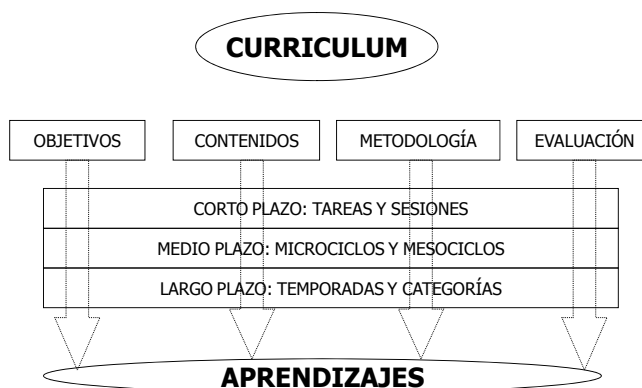 CURRICULUM
OBJETIVOS
CONTENIDOS
METODOLOGÍA
EVALUACIÓN
CORTO PLAZO: TAREAS Y SESIONES
MEDIO PLAZO: MICROCICLOS Y MESOCICLOS
LARGO PLAZO: TEMPORADAS Y CATEGORÍAS
APRENDIZAJES